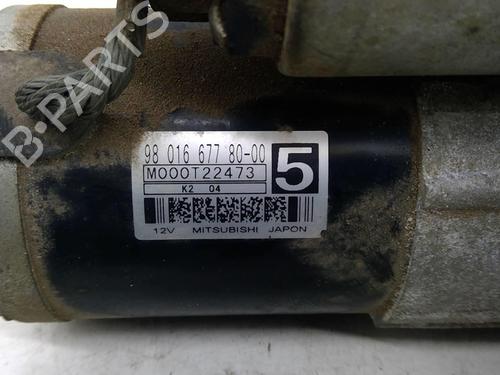 B-PARTS
98 016 677 80-00
M000T22473
5
K2 04
12V MITSUBISHI JAPON